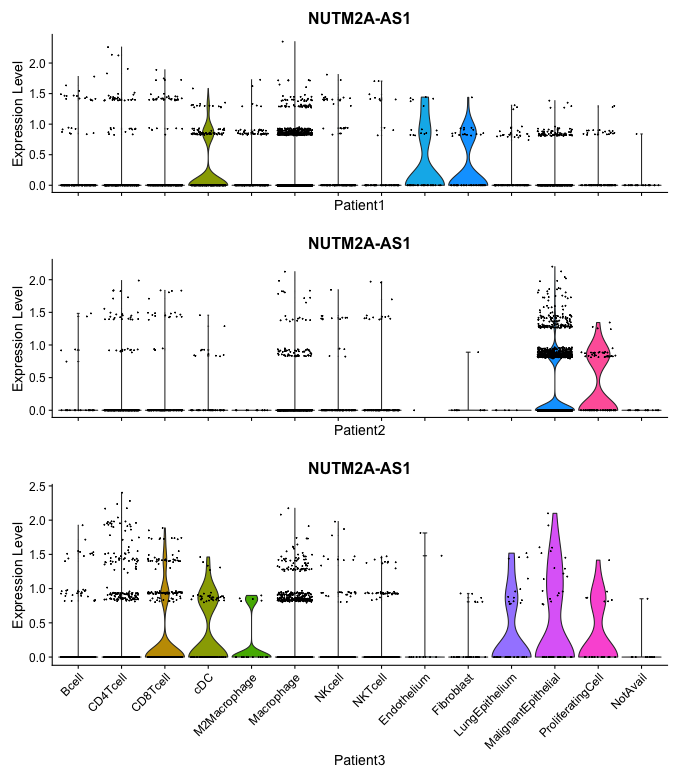 NUTM2A-AS1
Expression Level
2.0
1.5
1.0
0.5
0.0
Patient1
NUTM2A-AS1
Expression Level
2.0
1.5
1.0
0.5
0.0
Patient2
NUTM2A-AS1
Expression Level
2.5
2.0
1.5
1.0
0.5
0.0
Bcell
CD4Tcell
CD8Tcell
cDC
M2Macrophage
Macrophage
NKcell
NKTcell
Endothelium
Fibroblast
LungEpithelium
MalignantEpithelial
ProliferatingCell
NotAvail
Patient3